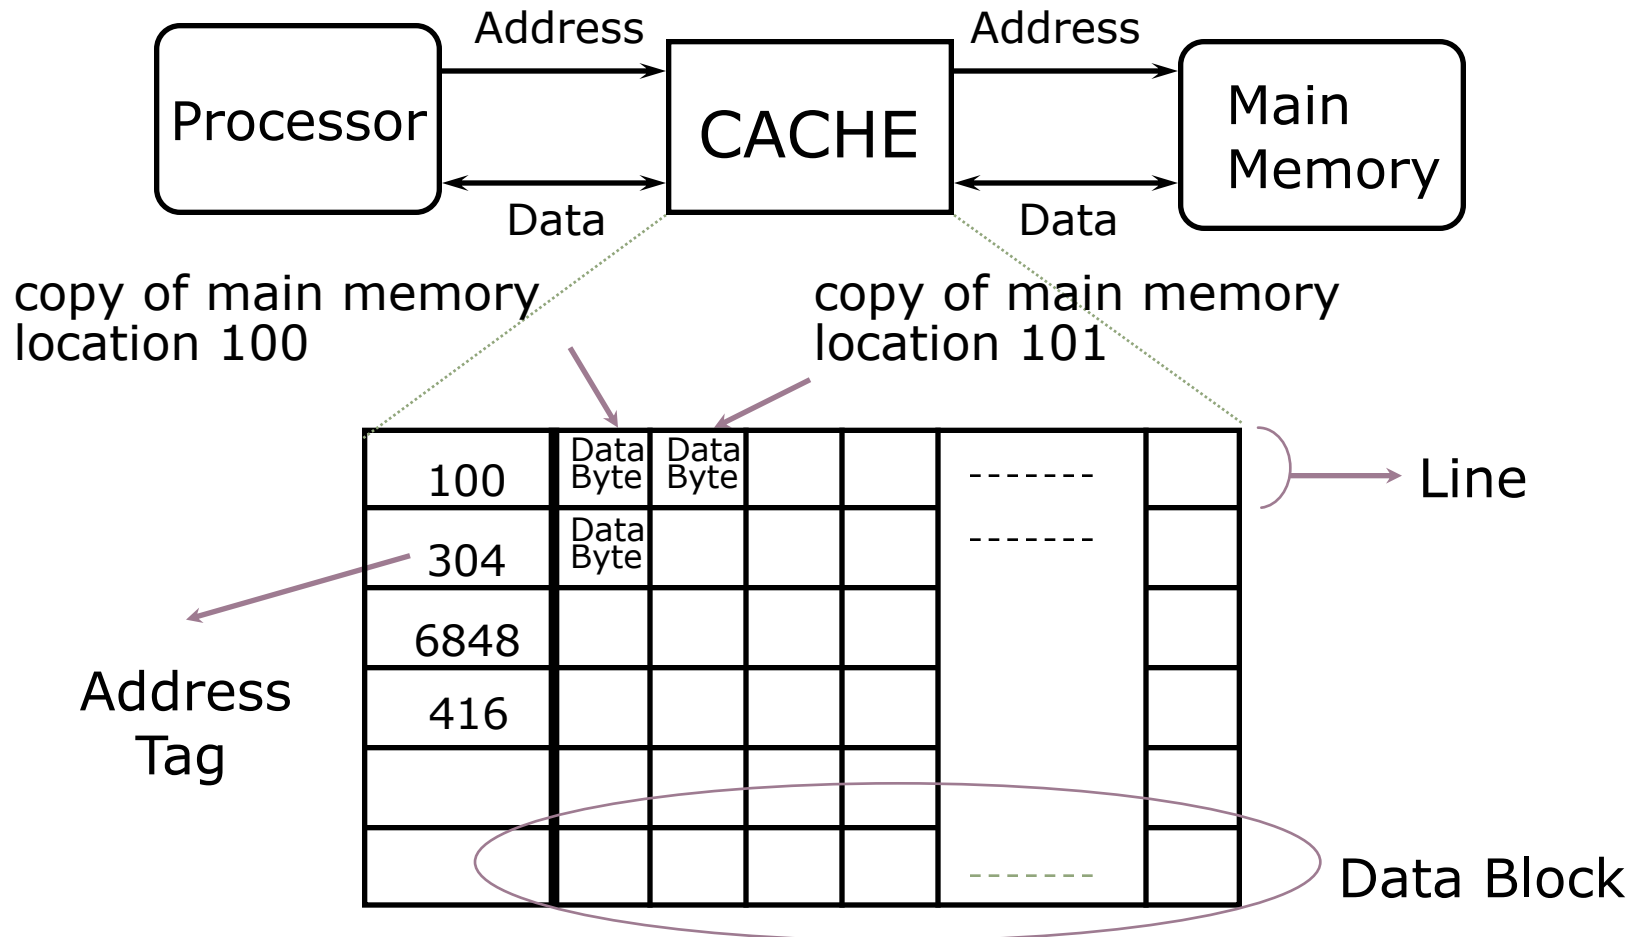 Address
Address
Processor
CACHE
Main
Memory
Data
Data
copy of main memory
location 100
copy of main memory
location 101
100
Data
Byte
Data
Byte
-------
Line
304
Data
Byte
-------
6848
416
Address
Tag
-------
Data Block